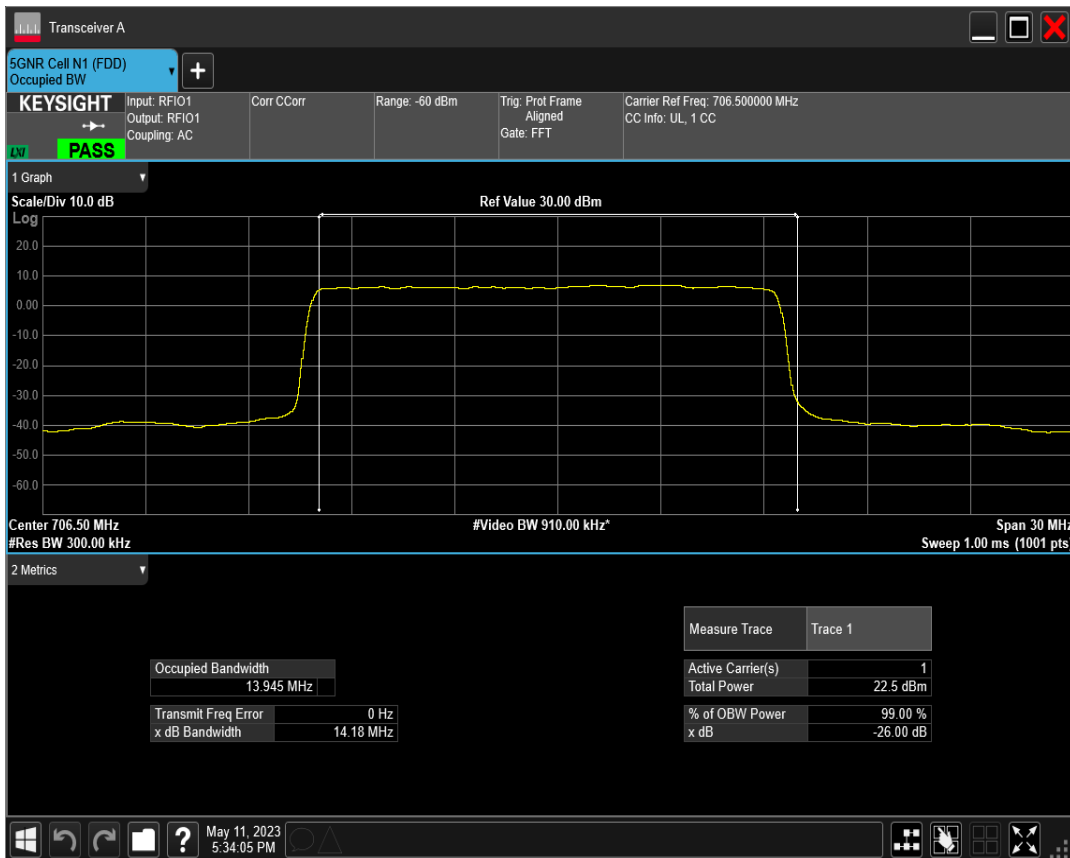 Transceiver A
5GNR Cell N1 (FDD)
Occupied BW
+
KEYSIGHT
LXI
PASS
Input: RFIO1
Output: RFIO1
Coupling: AC
Corr CCorr
Range: -60 dBm
Trig: Prot Frame
Aligned
Gate: FFT
Carrier Ref Freq: 706.500000 MHz
CC Info: UL, 1 CC
1 Graph
Scale/Div 10.0 dB
Ref Value 30.00 dBm
Log
20.0
10.0
0.00
-10.0
-20.0
-30.0
-40.0
-50.0
-60.0
Center 706.50 MHz
#Video BW 910.00 kHz*
Span 30 MHz
#Res BW 300.00 kHz
Sweep 1.00 ms (1001 pts)
2 Metrics
Measure Trace Trace 1
Occupied Bandwidth
13.945 MHz
Active Carrier(s) 1
Total Power 22.5 dBm
Transmit Freq Error 0 Hz
x dB Bandwidth 14.18 MHz
% of OBW Power 99.00 %
x dB -26.00 dB
?
May 11, 2023
5:34:05 PM